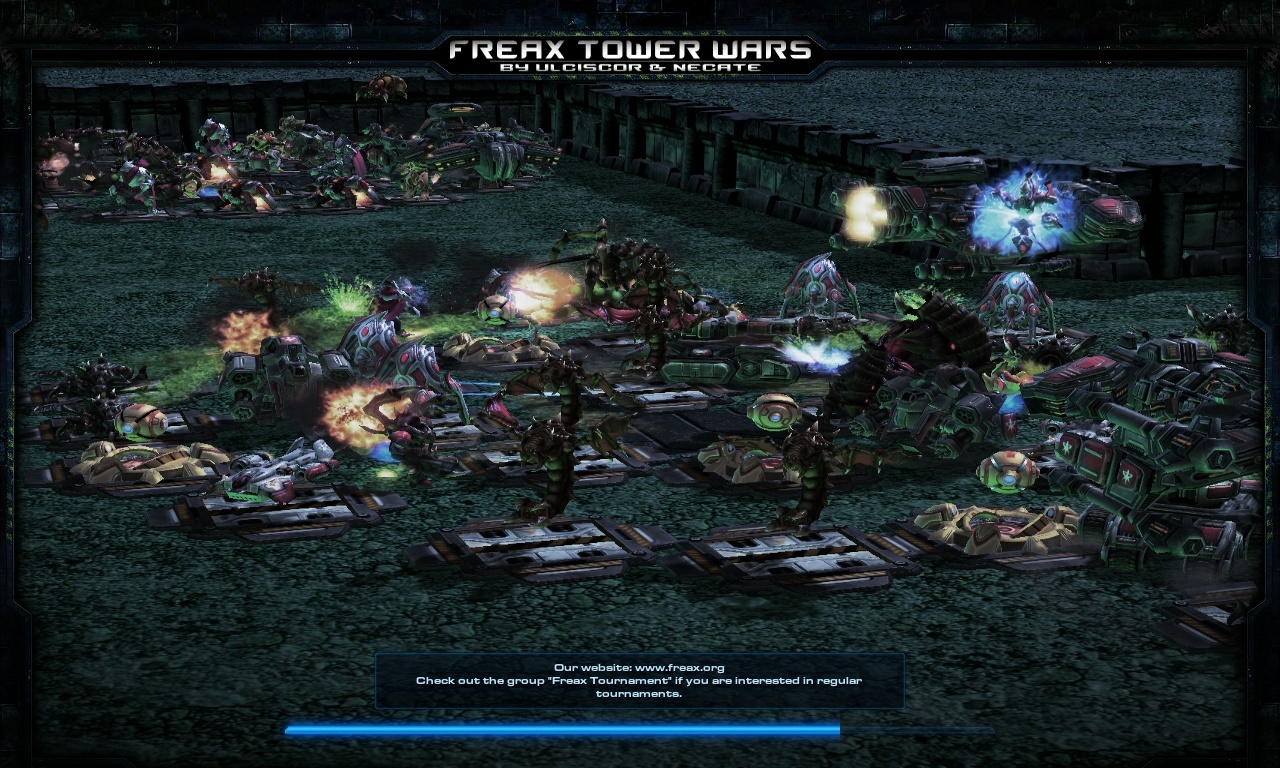 FREAX TOWER WARS
BY ULCISCOR & NECATE
Our website: www.freax.org
Check out the group "Freax Tournament" if you are interested in regular
tournaments.